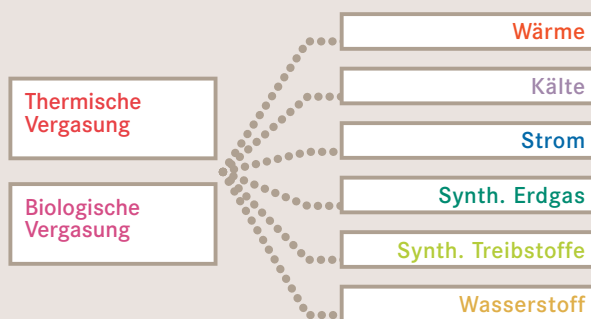 Thermische
Vergasung
Biologische
Vergasung
Wärme
Kälte
Strom
Synth. Erdgas
Synth. Treibstoffe
Wasserstoff